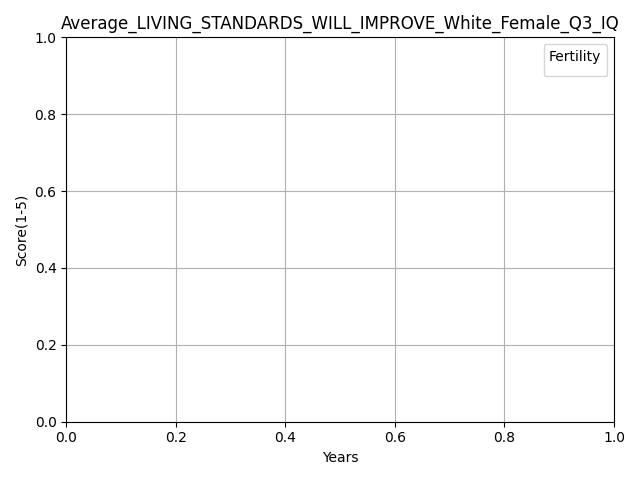 Average_LIVING_STANDARDS_WILL_IMPROVE_White_Female_Q3_IQ
Fertility
Score(1-5)
1.0
0.8
0.6
0.4
0.2
0.0
0.0 0.2 0.4 0.6 0.8 1.0
Years